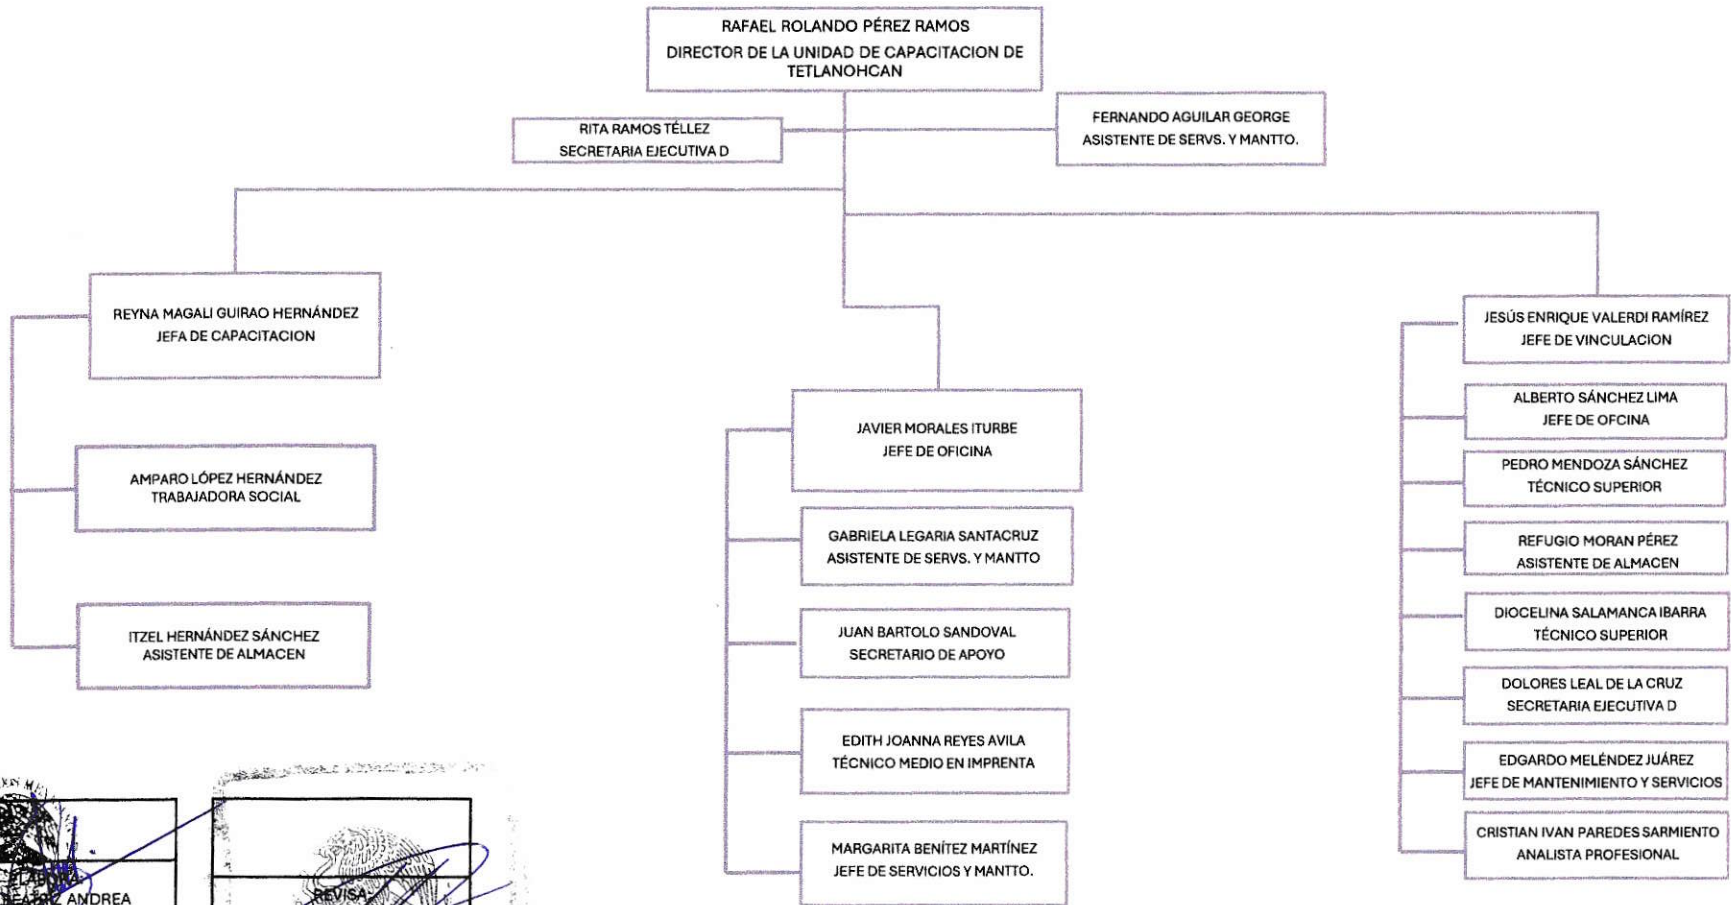 RAFAEL ROLANDO PÉREZ RAMOS
DIRECTOR DE LA UNIDAD DE CAPACITACION DE
TETLANOHCAN
RITA RAMOS TÉLLEZ
SECRETARIA EJECUTIVA D
FERNANDO AGUILAR GEORGE
ASISTENTE DE SERVS. Y MANTTO.
REYNA MAGALI GUIRAO HERNÁNDEZ
JEFA DE CAPACITACION
AMPARO LÓPEZ HERNÁNDEZ
TRABAJADORA SOCIAL
ITZEL HERNÁNDEZ SÁNCHEZ
ASISTENTE DE ALMACEN
JAVIER MORALES ITURBE
JEFE DE OFICINA
GABRIELA LEGARIA SANTACRUZ
ASISTENTE DE SERVS. Y MANTTO
JUAN BARTOLO SANDOVAL
SECRETARIO DE APOYO
EDITH JOANNA REYES AVILA
TÉCNICO MEDIO EN IMPRENTA
MARGARITA BENÍTEZ MARTÍNEZ
JEFE DE SERVICIOS Y MANTTO.
JESÚS ENRIQUE VALERDI RAMÍREZ
JEFE DE VINCULACION
ALBERTO SÁNCHEZ LIMA
JEFE DE OFCINA
PEDRO MENDOZA SÁNCHEZ
TÉCNICO SUPERIOR
REFUGIO MORAN PÉREZ
ASISTENTE DE ALMACEN
DIOCELINA SALAMANCA IBARRA
TÉCNICO SUPERIOR
DOLORES LEAL DE LA CRUZ
SECRETARIA EJECUTIVA D
EDGARDO MELÉNDEZ JUÁREZ
JEFE DE MANTENIMIENTO Y SERVICIOS
CRISTIAN IVAN PAREDES SARMIENTO
ANALISTA PROFESIONAL
ELABORA:
BEATRIZ ANDREA
REVISA: